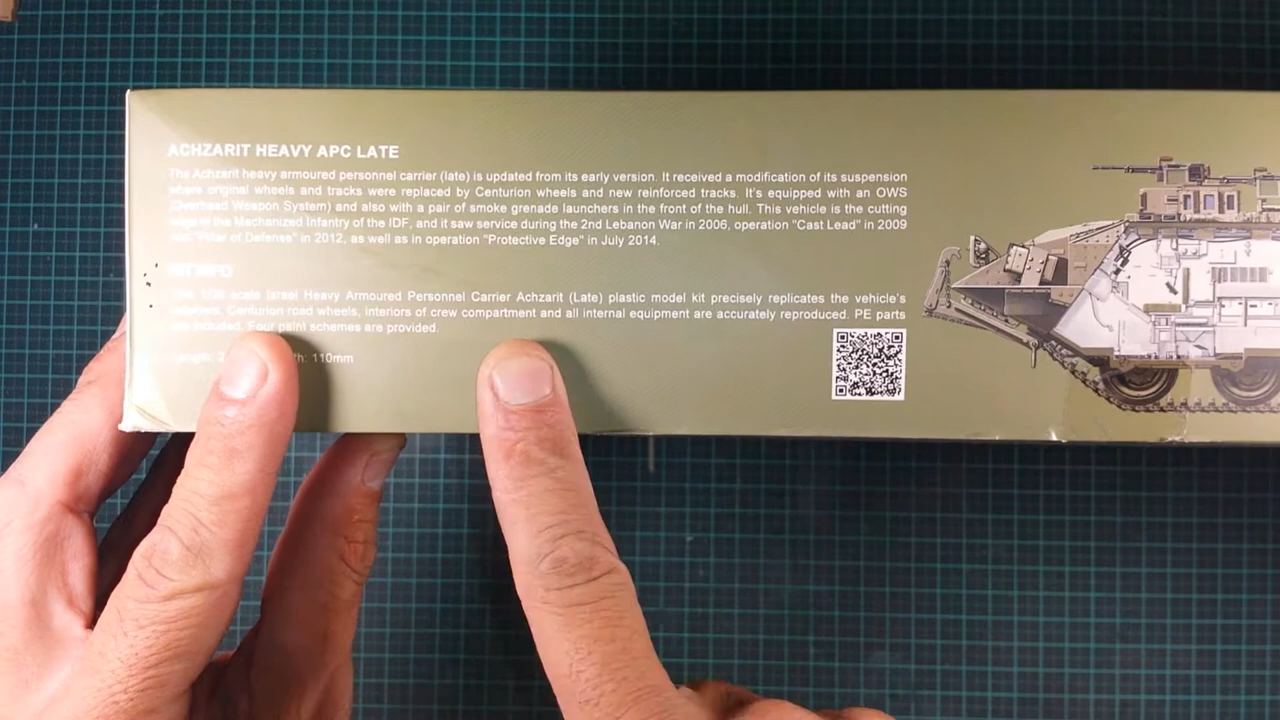 ACHZARIT HEAVY APC LATE
The Achzarit heavy armoured personnel carrier (late) is updated from its early version. It received a modification of its suspension
where original wheels and tracks were replaced by Centurion wheels and new reinforced tracks. It's equipped with an OWS
(Overhead Weapon System) and also with a pair of smoke grenade launchers in the front of the hull. This vehicle is the cutting
of the Mechanized Infantry of the IDF, and it saw service during the 2nd Lebanon War in 2006, operation "Cast Lead" in 2009
"Pillar of Defense" in 2012, as well as in operation "Protective Edge" in July 2014.
scale Israel Heavy Armoured Personnel Carrier Achzarit (Late) plastic model kit precisely replicates the vehicle's
Centurion road wheels, interiors of crew compartment and all internal equipment are accurately reproduced. PE parts
are included. Four paint schemes are provided.
110mm